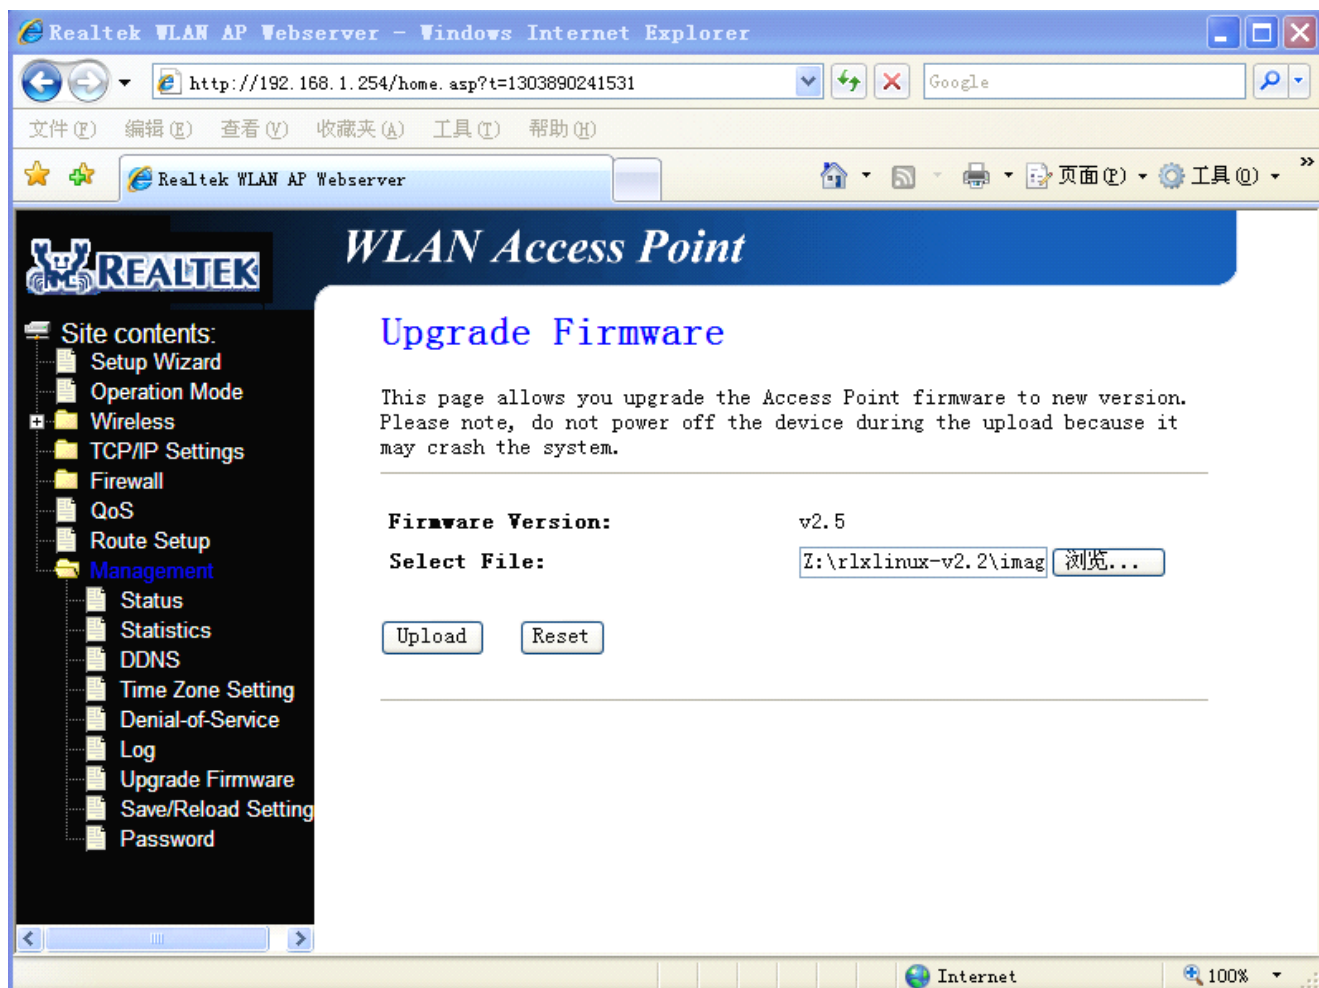 Realtek WLAN AP Webserver - Windows Internet Explorer
http://192.168.1.254/home.asp?t=1303890241531
Google
文件(F) 编辑(E) 查看(V) 收藏夹(A) 工具(T) 帮助(H)
Realtek WLAN AP Webserver
页面(P) 工具(O) »
REALTEK
WLAN Access Point
Site contents:
Setup Wizard
Operation Mode
Wireless
TCP/IP Settings
Firewall
QoS
Route Setup
Management
Status
Statistics
DDNS
Time Zone Setting
Denial-of-Service
Log
Upgrade Firmware
Save/Reload Setting
Password
Upgrade Firmware
This page allows you upgrade the Access Point firmware to new version.
Please note, do not power off the device during the upload because it
may crash the system.
Firmware Version: v2.5
Select File: Z:\rlxlinux-v2.2\imag 浏览...
Upload Reset
Internet 100%